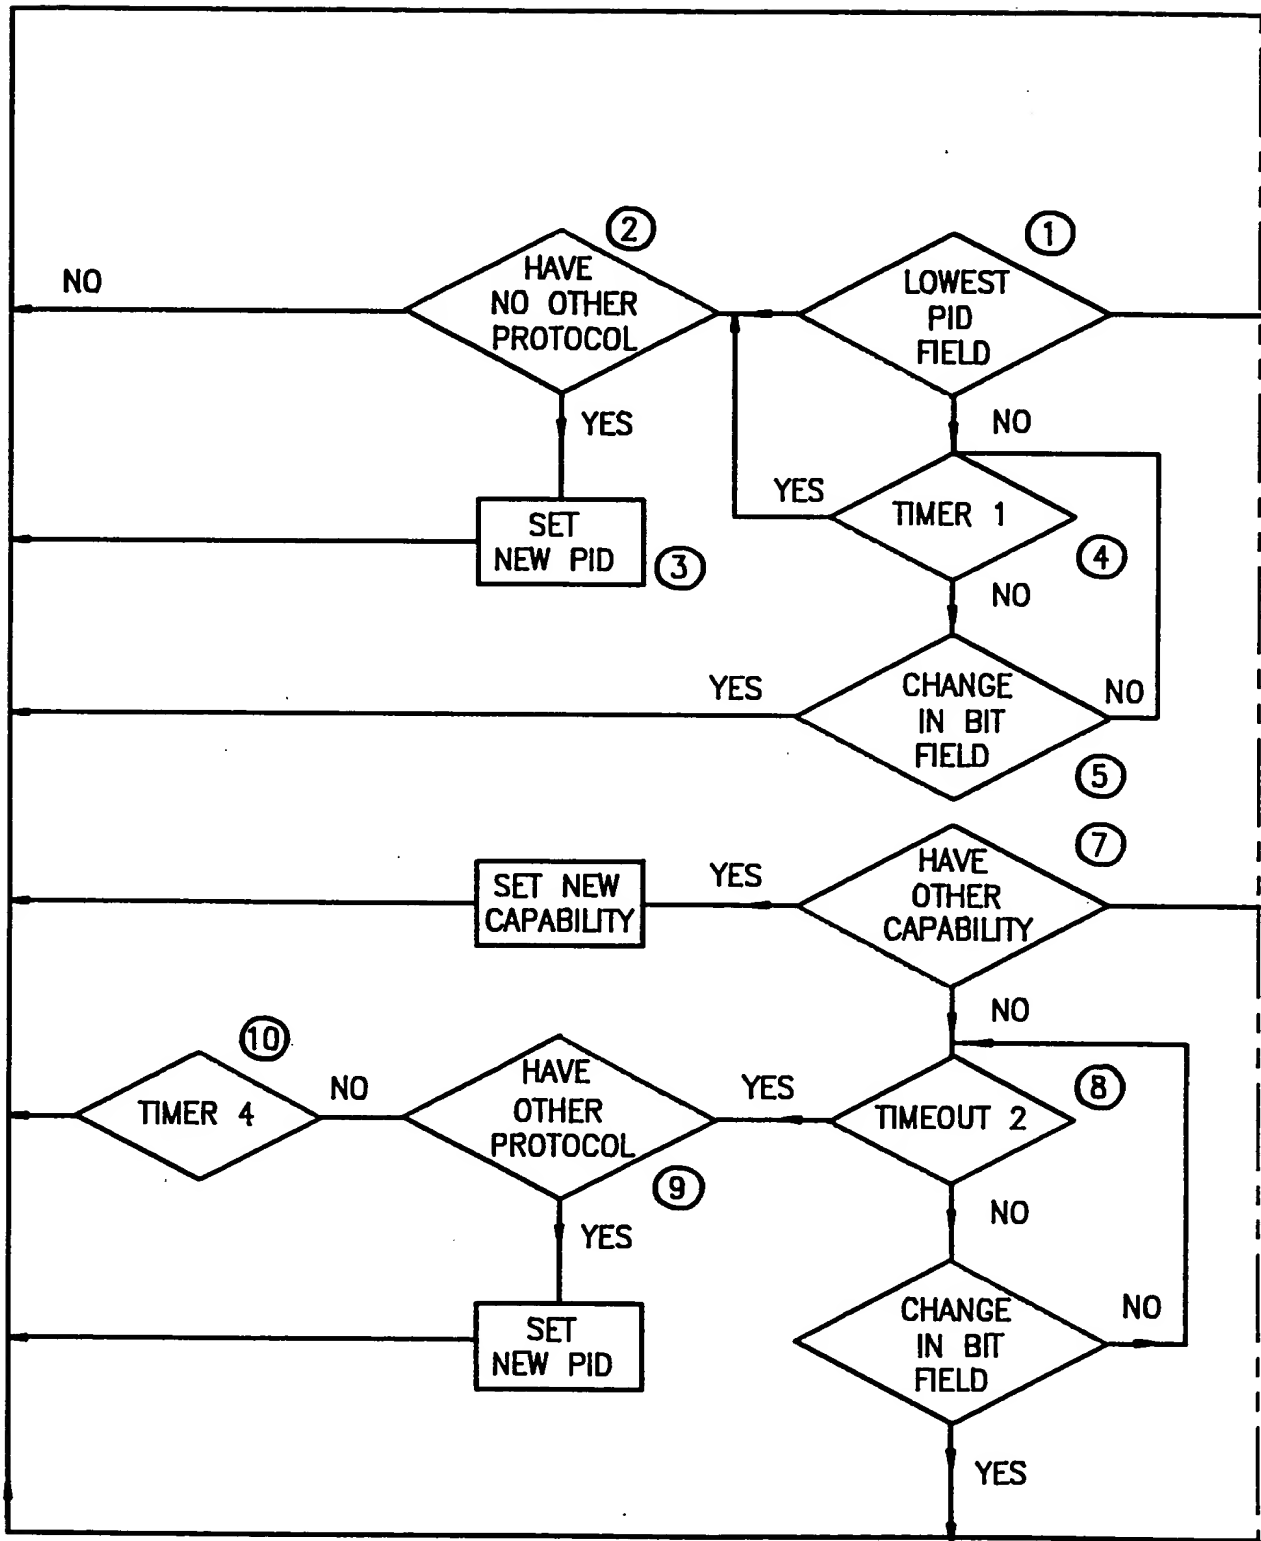 2
1
HAVE
NO OTHER
PROTOCOL
LOWEST
PID
FIELD
NO
YES
NO
YES
TIMER 1
SET
NEW PID
3
4
NO
YES
CHANGE
IN BIT
FIELD
NO
5
7
SET NEW
CAPABILITY
YES
HAVE
OTHER
CAPABILITY
NO
10
TIMER 4
NO
HAVE
OTHER
PROTOCOL
YES
TIMEOUT 2
8
9
YES
NO
SET
NEW PID
CHANGE
IN BIT
FIELD
NO
YES